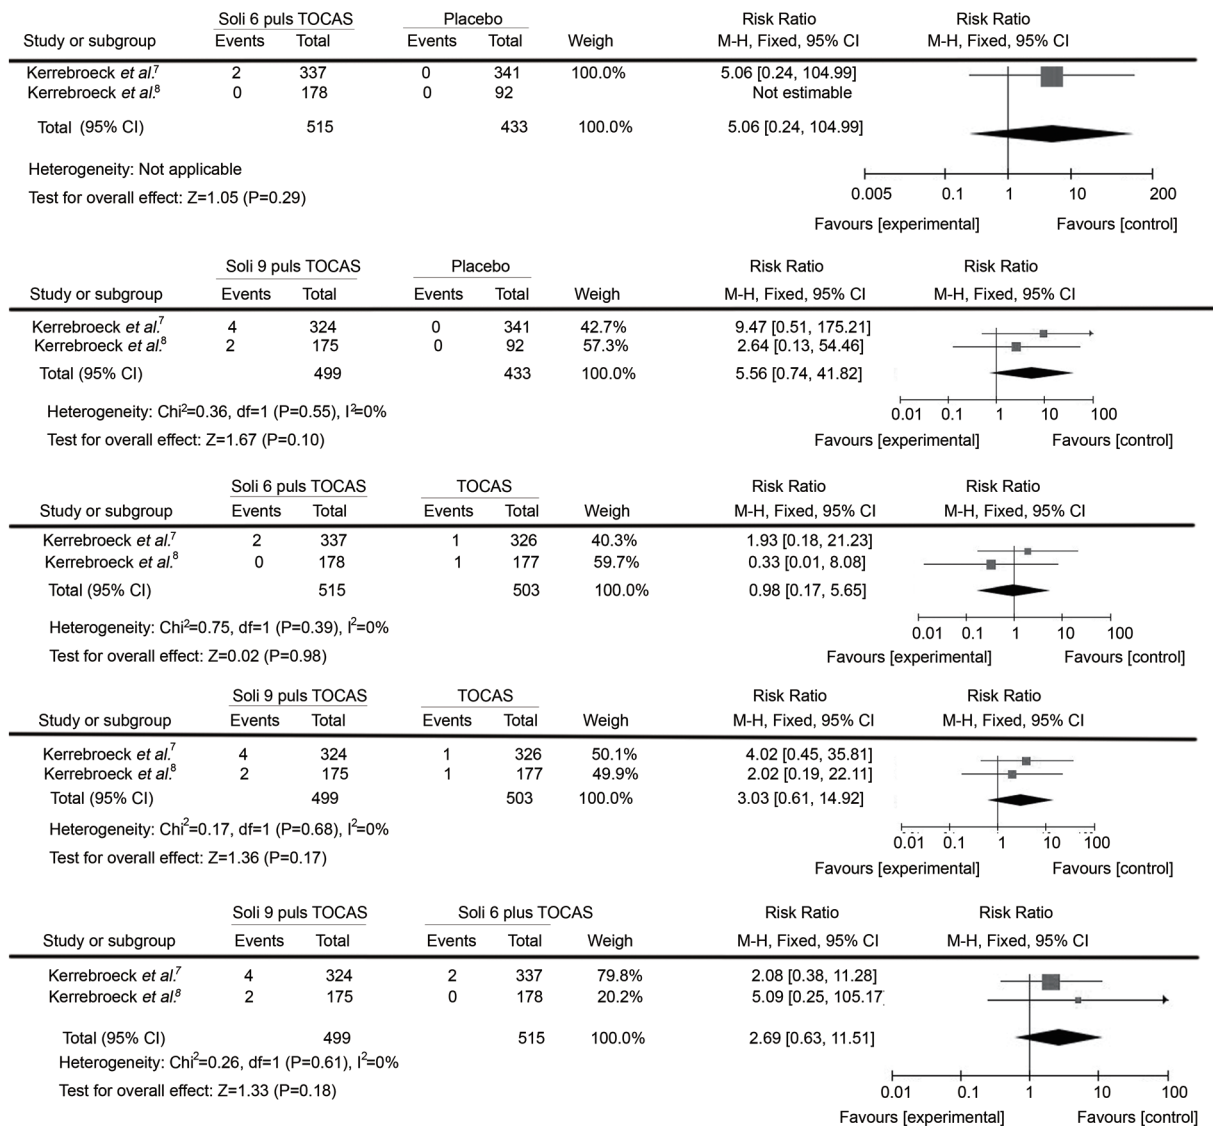 Soli 6 puls TOCAS Placebo Risk Ratio Risk Ratio
Study or subgroup Events Total Events Total Weigh M-H, Fixed, 95% CI M-H, Fixed, 95% CI
Kerrebroeck et al.⁷ 2 337 0 341 100.0% 5.06 [0.24, 104.99]
Kerrebroeck et al.⁸ 0 178 0 92 Not estimable
Total (95% CI) 515 433 100.0% 5.06 [0.24, 104.99]
Heterogeneity: Not applicable
Test for overall effect: Z=1.05 (P=0.29)
0.005 0.1 1 10 200
Favours [experimental] Favours [control]
Soli 9 puls TOCAS Placebo Risk Ratio Risk Ratio
Study or subgroup Events Total Events Total Weigh M-H, Fixed, 95% CI M-H, Fixed, 95% CI
Kerrebroeck et al.⁷ 4 324 0 341 42.7% 9.47 [0.51, 175.21]
Kerrebroeck et al.⁸ 2 175 0 92 57.3% 2.64 [0.13, 54.46]
Total (95% CI) 499 433 100.0% 5.56 [0.74, 41.82]
Heterogeneity: Chi²=0.36, df=1 (P=0.55), I²=0%
Test for overall effect: Z=1.67 (P=0.10)
0.01 0.1 1 10 100
Favours [experimental] Favours [control]
Soli 6 puls TOCAS TOCAS Risk Ratio Risk Ratio
Study or subgroup Events Total Events Total Weigh M-H, Fixed, 95% CI M-H, Fixed, 95% CI
Kerrebroeck et al.⁷ 2 337 1 326 40.3% 1.93 [0.18, 21.23]
Kerrebroeck et al.⁸ 0 178 1 177 59.7% 0.33 [0.01, 8.08]
Total (95% CI) 515 503 100.0% 0.98 [0.17, 5.65]
Heterogeneity: Chi²=0.75, df=1 (P=0.39), I²=0%
Test for overall effect: Z=0.02 (P=0.98)
0.01 0.1 1 10 100
Favours [experimental] Favours [control]
Soli 9 puls TOCAS TOCAS Risk Ratio Risk Ratio
Study or subgroup Events Total Events Total Weigh M-H, Fixed, 95% CI M-H, Fixed, 95% CI
Kerrebroeck et al.⁷ 4 324 1 326 50.1% 4.02 [0.45, 35.81]
Kerrebroeck et al.⁸ 2 175 1 177 49.9% 2.02 [0.19, 22.11]
Total (95% CI) 499 503 100.0% 3.03 [0.61, 14.92]
Heterogeneity: Chi²=0.17, df=1 (P=0.68), I²=0%
Test for overall effect: Z=1.36 (P=0.17)
0.01 0.1 1 10 100
Favours [experimental] Favours [control]
Soli 9 puls TOCAS Soli 6 plus TOCAS Risk Ratio Risk Ratio
Study or subgroup Events Total Events Total Weigh M-H, Fixed, 95% CI M-H, Fixed, 95% CI
Kerrebroeck et al.⁷ 4 324 2 337 79.8% 2.08 [0.38, 11.28]
Kerrebroeck et al.⁸ 2 175 0 178 20.2% 5.09 [0.25, 105.17]
Total (95% CI) 499 515 100.0% 2.69 [0.63, 11.51]
Heterogeneity: Chi²=0.26, df=1 (P=0.61), I²=0%
Test for overall effect: Z=1.33 (P=0.18)
0.01 0.1 1 10 100
Favours [experimental] Favours [control]